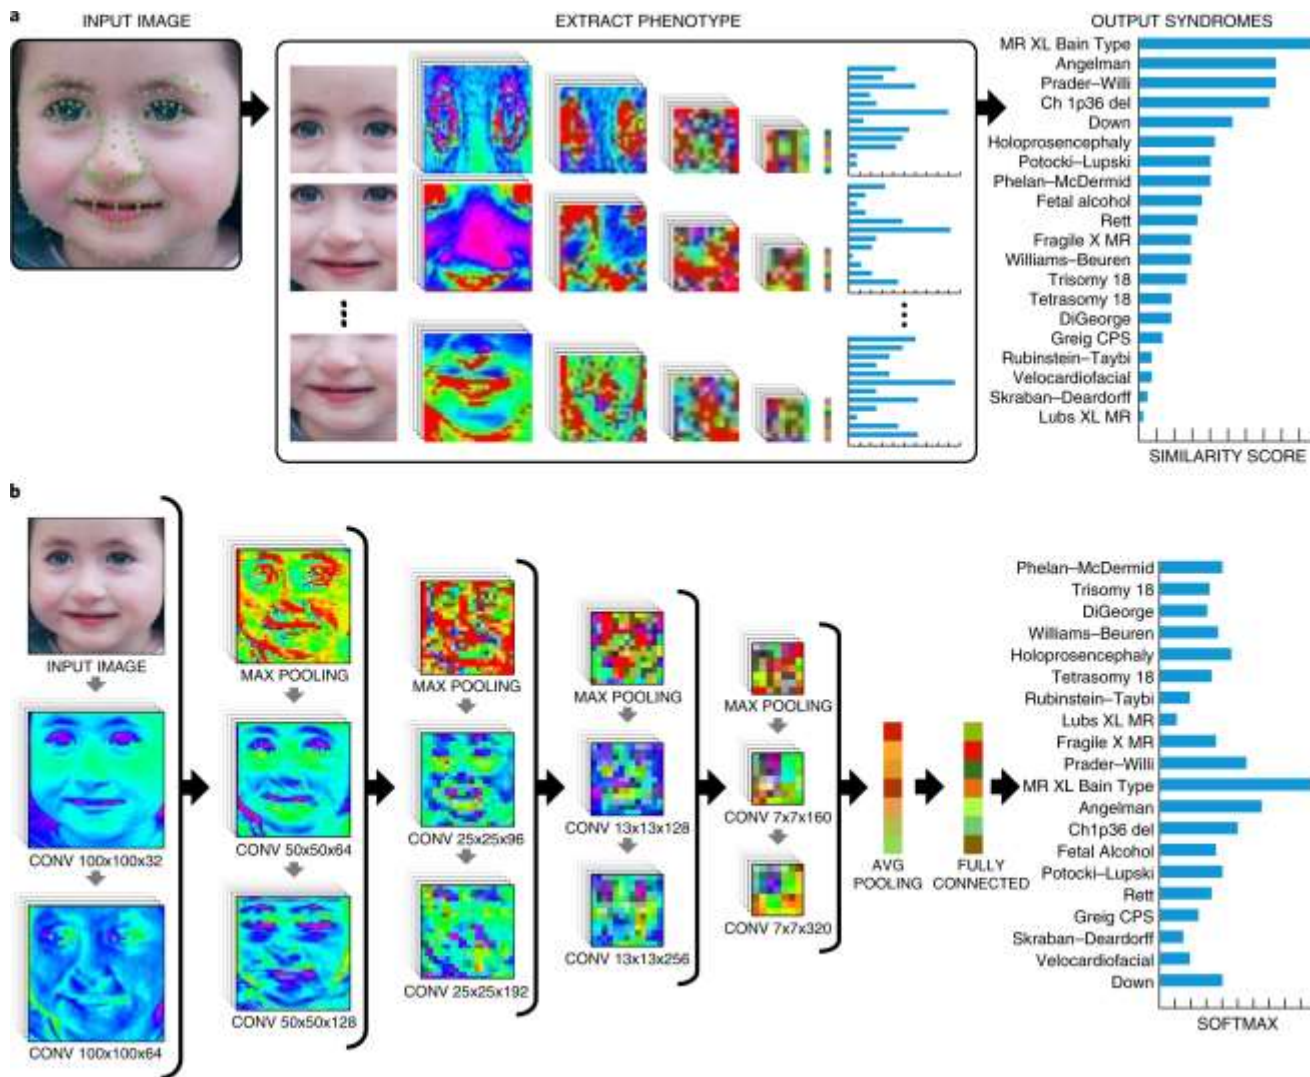 a
INPUT IMAGE
EXTRACT PHENOTYPE
OUTPUT SYNDROMES
MR XL Bain Type
Angelman
Prader–Willi
Ch 1p36 del
Down
Holoprosencephaly
Potocki–Lupski
Phelan–McDermid
Fetal alcohol
Rett
Fragile X MR
Williams–Beuren
Trisomy 18
Tetrasomy 18
DiGeorge
Greig CPS
Rubinstein–Taybi
Velocardiofacial
Skraban–Deardorff
Lubs XL MR
SIMILARITY SCORE
b
INPUT IMAGE
CONV 100x100x32
CONV 100x100x64
MAX POOLING
CONV 50x50x64
CONV 50x50x128
MAX POOLING
CONV 25x25x96
CONV 25x25x192
MAX POOLING
CONV 13x13x128
CONV 13x13x256
MAX POOLING
CONV 7x7x160
CONV 7x7x320
AVG
POOLING
FULLY
CONNECTED
Phelan–McDermid
Trisomy 18
DiGeorge
Williams–Beuren
Holoprosencephaly
Tetrasomy 18
Rubinstein–Taybi
Lubs XL MR
Fragile X MR
Prader–Willi
MR XL Bain Type
Angelman
Ch1p36 del
Fetal Alcohol
Potocki–Lupski
Rett
Greig CPS
Skraban–Deardorff
Velocardiofacial
Down
SOFTMAX